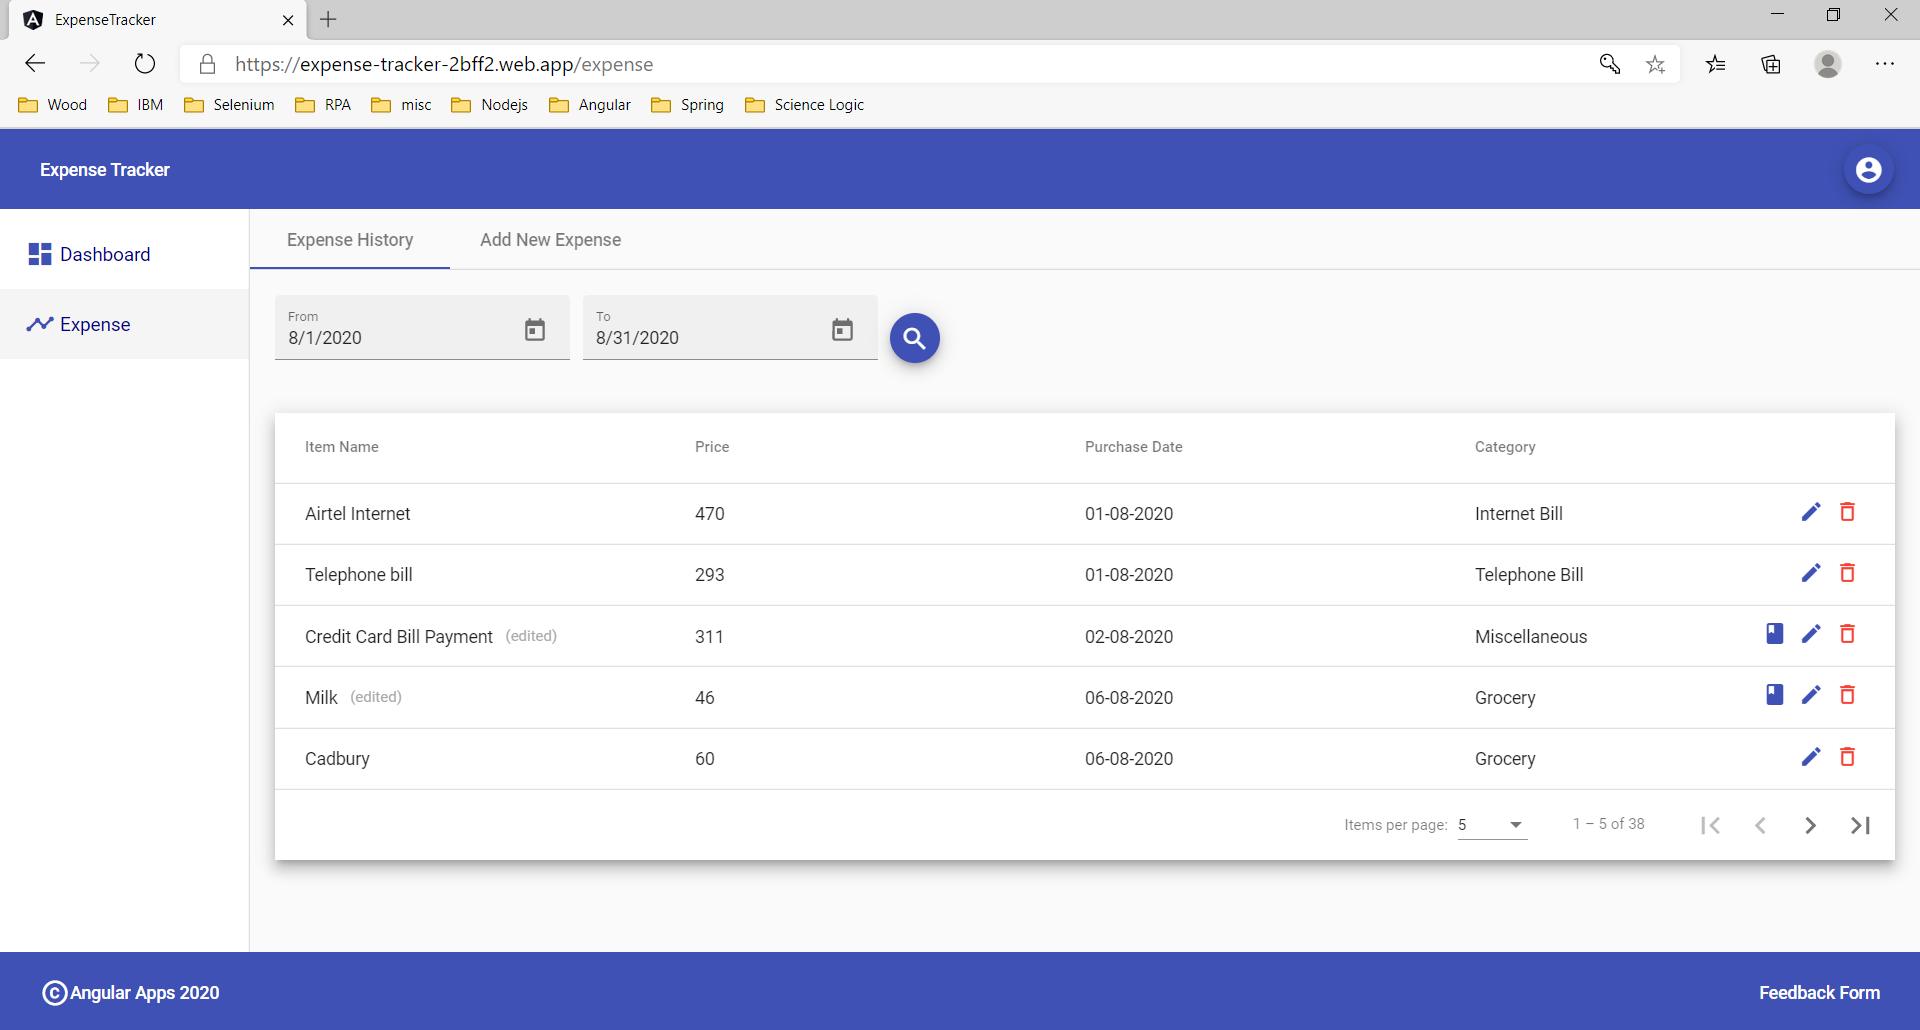 ExpenseTracker
https://expense-tracker-2bff2.web.app/expense
Wood IBM Selenium RPA misc Nodejs Angular Spring Science Logic
Expense Tracker
Dashboard
Expense
Expense History Add New Expense
From
8/1/2020
To
8/31/2020
Item Name Price Purchase Date Category
Airtel Internet 470 01-08-2020 Internet Bill
Telephone bill 293 01-08-2020 Telephone Bill
Credit Card Bill Payment (edited) 311 02-08-2020 Miscellaneous
Milk (edited) 46 06-08-2020 Grocery
Cadbury 60 06-08-2020 Grocery
Items per page: 5 1 – 5 of 38
©Angular Apps 2020
Feedback Form